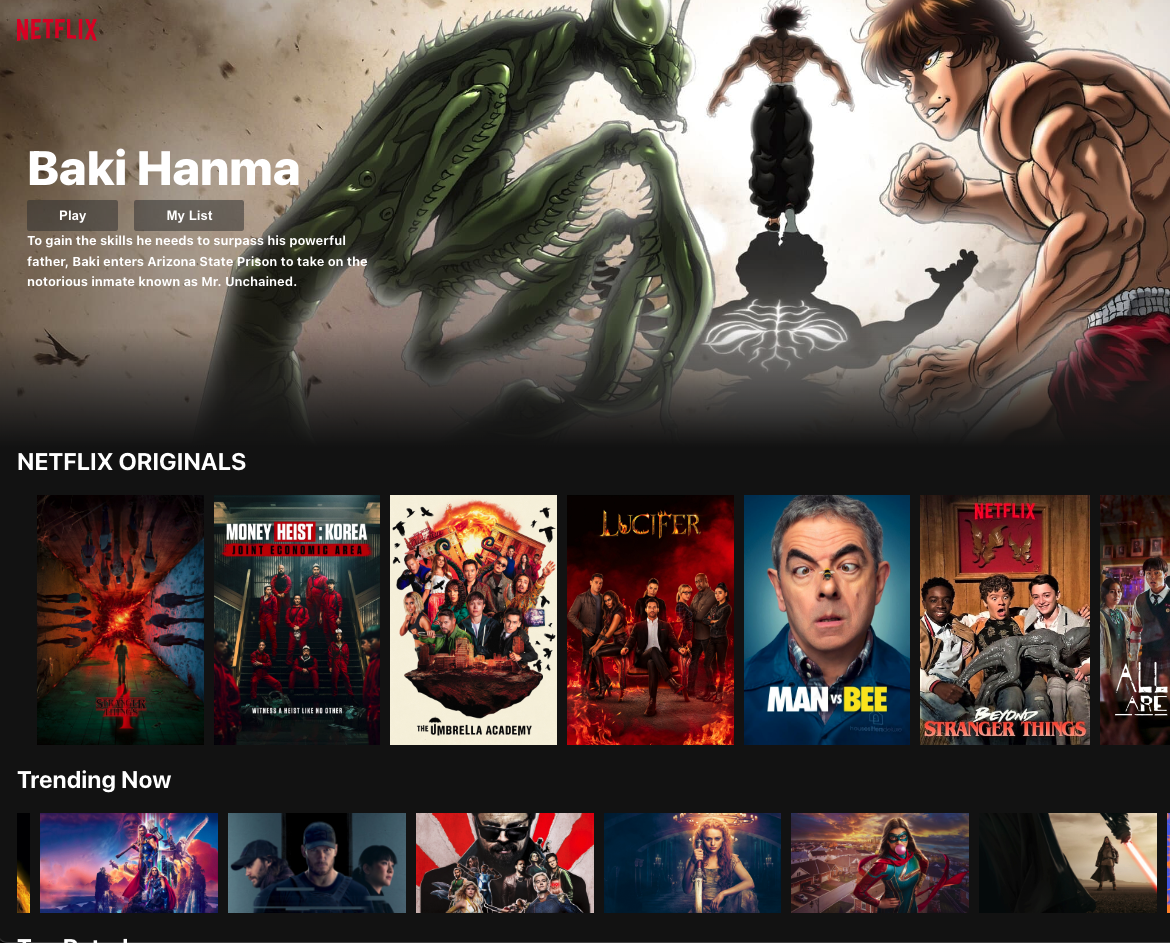 NETFLIX
Baki Hanma
Play
My List
To gain the skills he needs to surpass his powerful
father, Baki enters Arizona State Prison to take on the
notorious inmate known as Mr. Unchained.
NETFLIX ORIGINALS
STRANGER
THINGS
4
MONEY HEIST : KOREA
JOINT ECONOMIC AREA
WITNESS A HEIST LIKE NO OTHER
THE UMBRELLA ACADEMY
LUCIFER
MAN VS BEE
NETFLIX
BEYOND
STRANGER THINGS
ALL
ARE
Trending Now